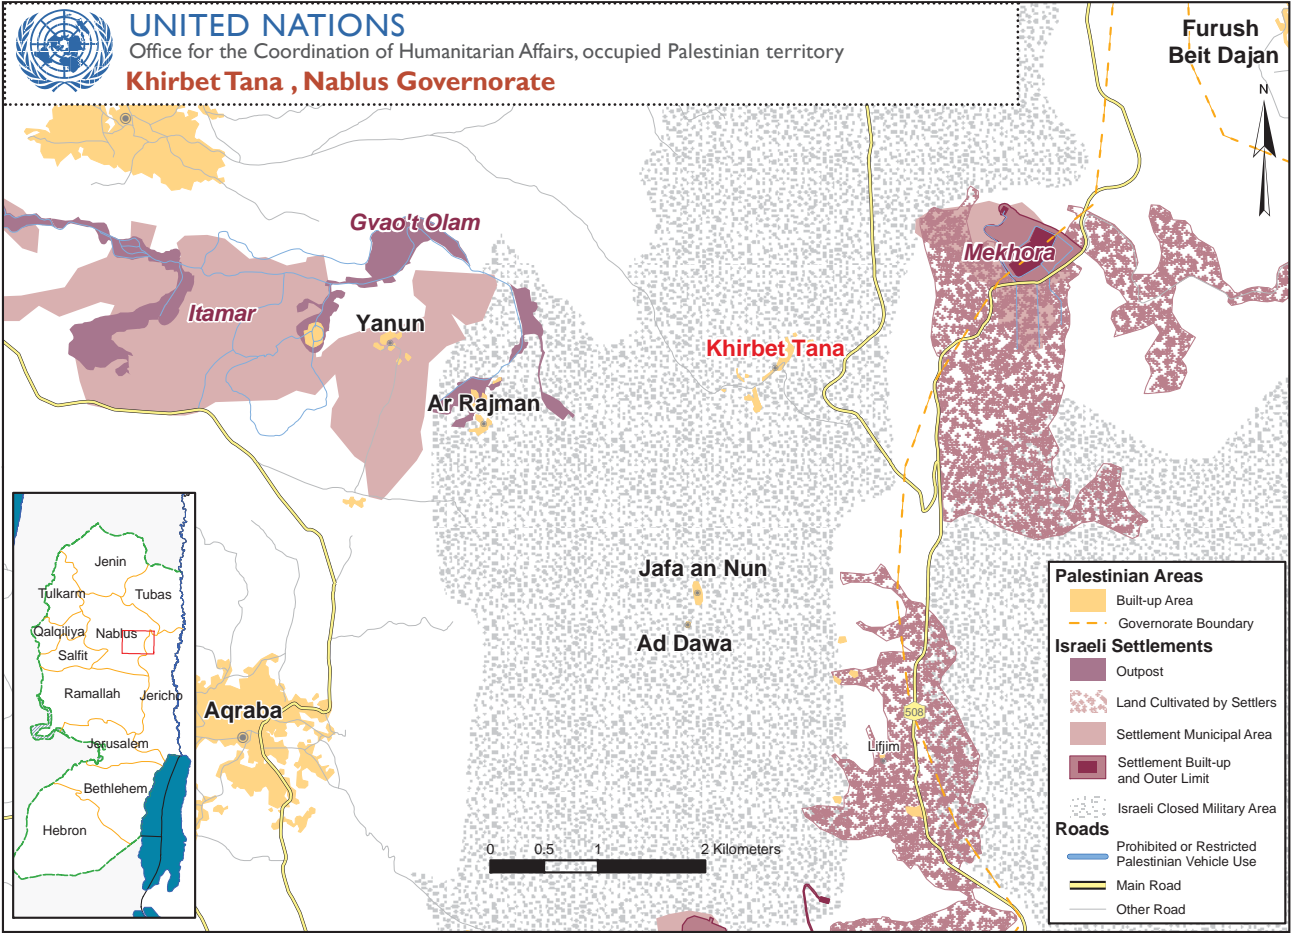 UNITED NATIONS
Office for the Coordination of Humanitarian Affairs, occupied Palestinian territory
Khirbet Tana , Nablus Governorate
Furush
Beit Dajan
N
Gvao't Olam
Mekhora
Itamar
Yanun
Khirbet Tana
Ar Rajman
Jafa an Nun
Ad Dawa
Aqraba
508
Lifjim
Jenin
Tulkarm
Tubas
Qalqiliya
Nablus
Salfit
Ramallah
Jericho
Jerusalem
Bethlehem
Hebron
0 0.5 1 2 Kilometers
Palestinian Areas
Built-up Area
Governorate Boundary
Israeli Settlements
Outpost
Land Cultivated by Settlers
Settlement Municipal Area
Settlement Built-up
and Outer Limit
Israeli Closed Military Area
Roads
Prohibited or Restricted
Palestinian Vehicle Use
Main Road
Other Road